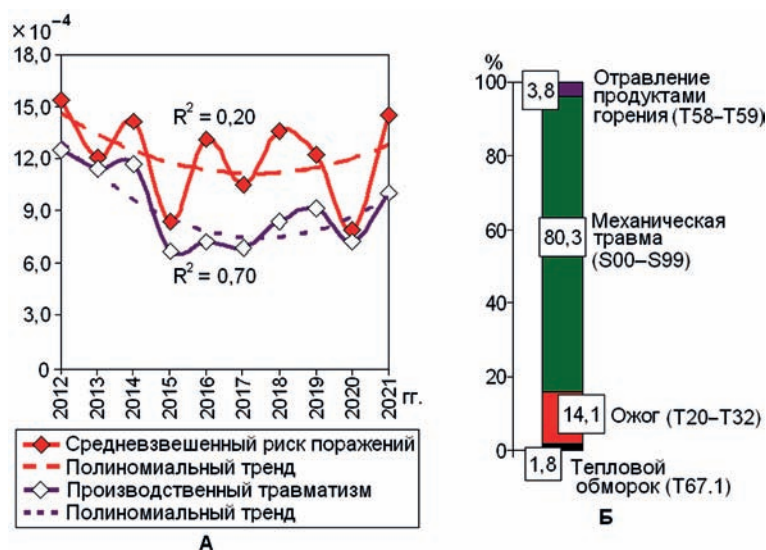 ×10⁻⁴
18,0
15,0
12,0
9,0
6,0
3,0
0
R² = 0,20
R² = 0,70
2012
2013
2014
2015
2016
2017
2018
2019
2020
2021
гг.
Средневзвешенный риск поражений
Полиномиальный тренд
Производственный травматизм
Полиномиальный тренд
А
%
100
80
60
40
20
0
3,8
80,3
14,1
1,8
Отравление
продуктами
горения (T58–T59)
Механическая
травма
(S00–S99)
Ожог (T20–T32)
Тепловой
обморок (T67.1)
Б